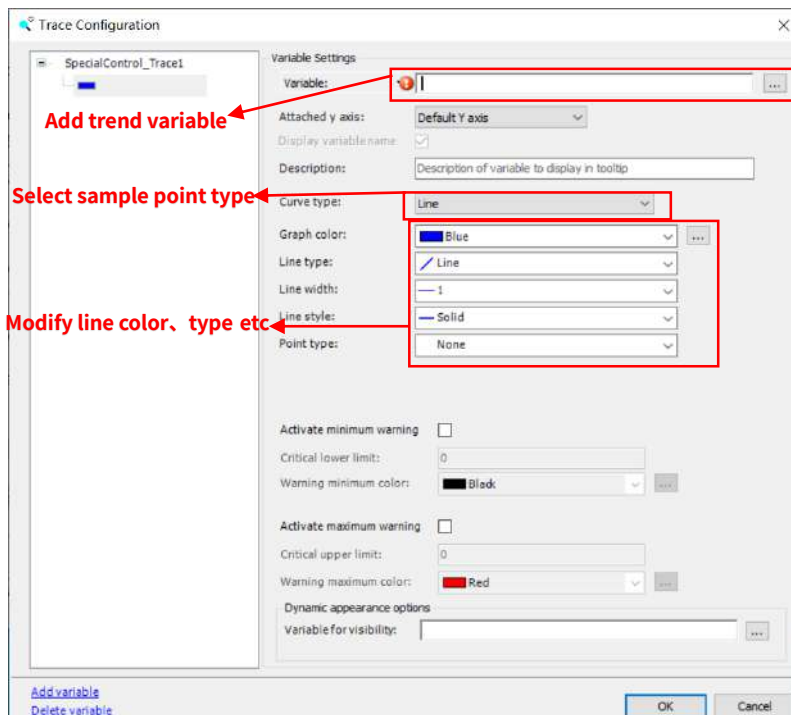 Trace Configuration
SpecialControl_Trace1
Variable Settings
Variable:
...
Add trend variable
Attached y axis:
Default Y axis
Display variable name
Description:
Description of variable to display in tooltip
Select sample point type
Curve type:
Line
Graph color:
Blue
...
Line type:
Line
Line width:
1
Modify line color、type etc
Line style:
Solid
Point type:
None
Activate minimum warning
Critical lower limit:
0
Warning minimum color:
Black
...
Activate maximum warning
Critical upper limit:
0
Warning maximum color:
Red
...
Dynamic appearance options
Variable for visibility:
...
Add variable
Delete variable
OK
Cancel